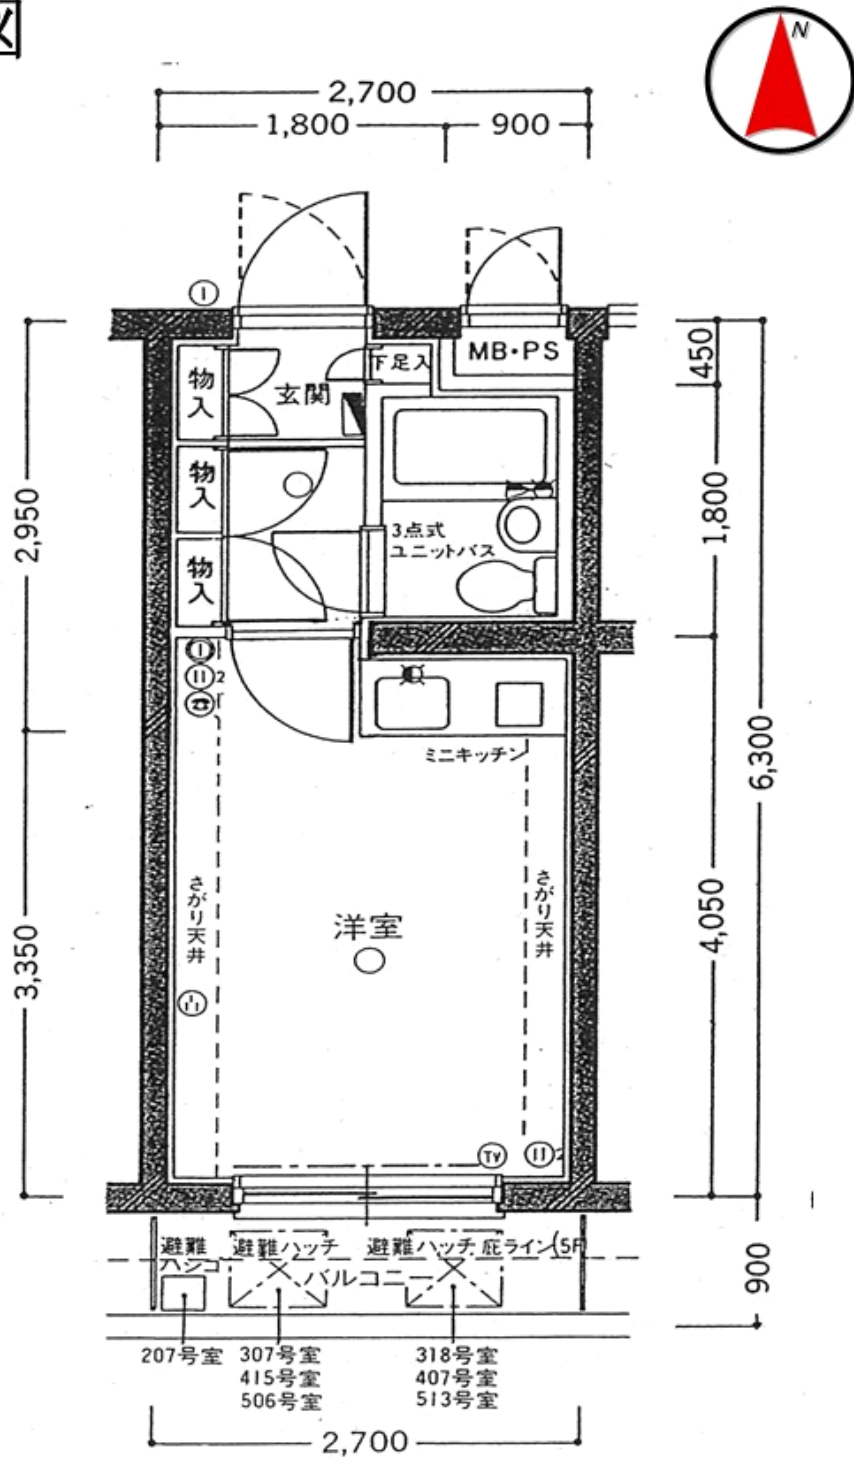 図
N
2,700
1,800
900
MB・PS
下足入
物入
玄関
物入
物入
3点式
ユニットバス
450
1,800
2,950
2
ミニキッチン
6,300
さがり天井
さがり天井
洋室
4,050
3,350
TV
2
避難
ハシゴ
避難ハッチ
避難ハッチ
庇ライン(5F)
バルコニー
900
207号室
307号室
415号室
506号室
318号室
407号室
513号室
2,700